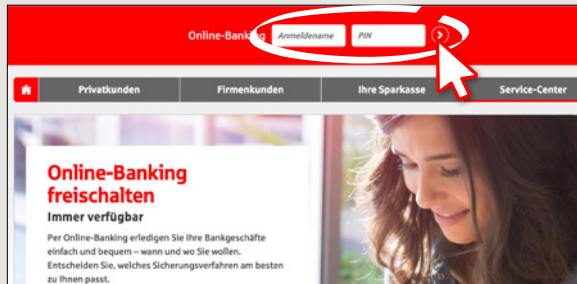 Online-Banking Anmeldename PIN
Privatkunden Firmenkunden Ihre Sparkasse Service-Center
Online-Banking
freischalten
Immer verfügbar
Per Online-Banking erledigen Sie Ihre Bankgeschäfte
einfach und bequem – wann und wo Sie wollen.
Entscheiden Sie, welches Sicherungsverfahren am besten
zu Ihnen passt.